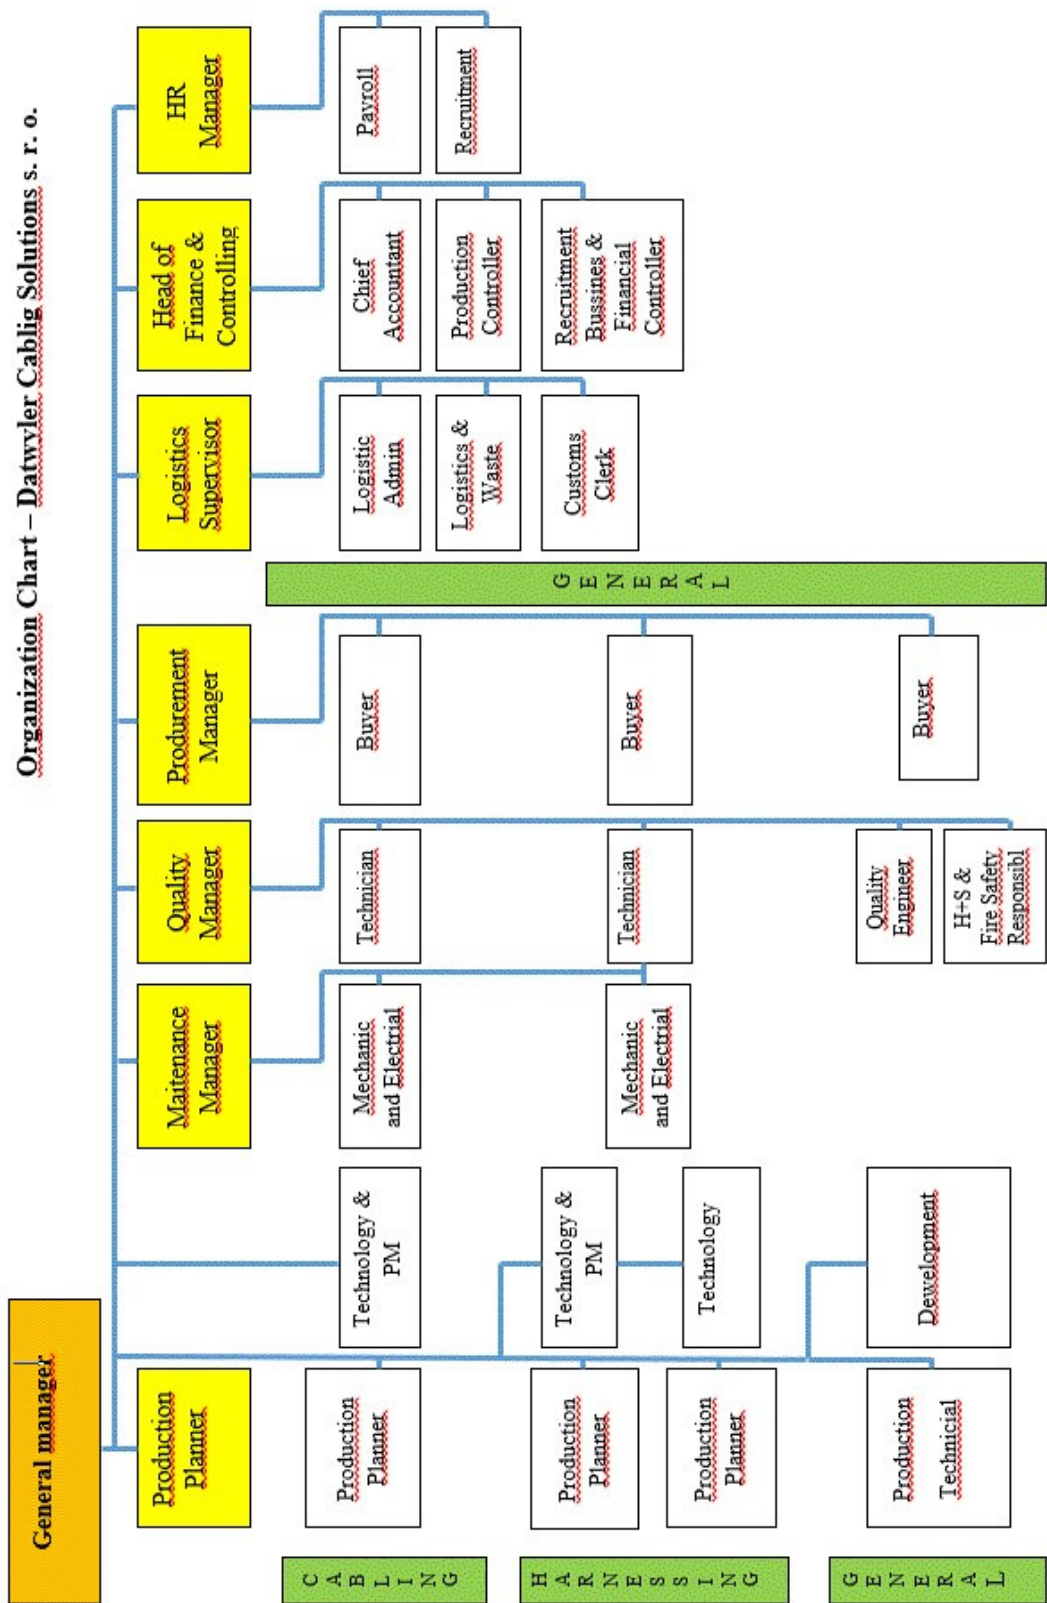 Organization Chart – Datwyler Cablig Solutions s. r. o.
General manager
Production
Planner
Maitenance
Manager
Quality
Manager
Produrement
Manager
Logistics
Supervisor
Head of
Finance &
Controlling
HR
Manager
CABLING
Production
Planner
Technology &
PM
Mechanic
and Electrial
Technician
Buyer
Logistic
Admin
Chief
Accountant
Payroll
Logistics &
Waste
Production
Controller
Recruitment
HARNESSING
Production
Planner
Technology &
PM
Customs
Clerk
Recruitment
Bussines &
Financial
Controller
Mechanic
and Electrial
Technician
Buyer
Production
Planner
Technology
GENERAL
GENERAL
Production
Technicial
Dewelopment
Quality
Engineer
Buyer
H+S &
Fire Safety
Responsibl